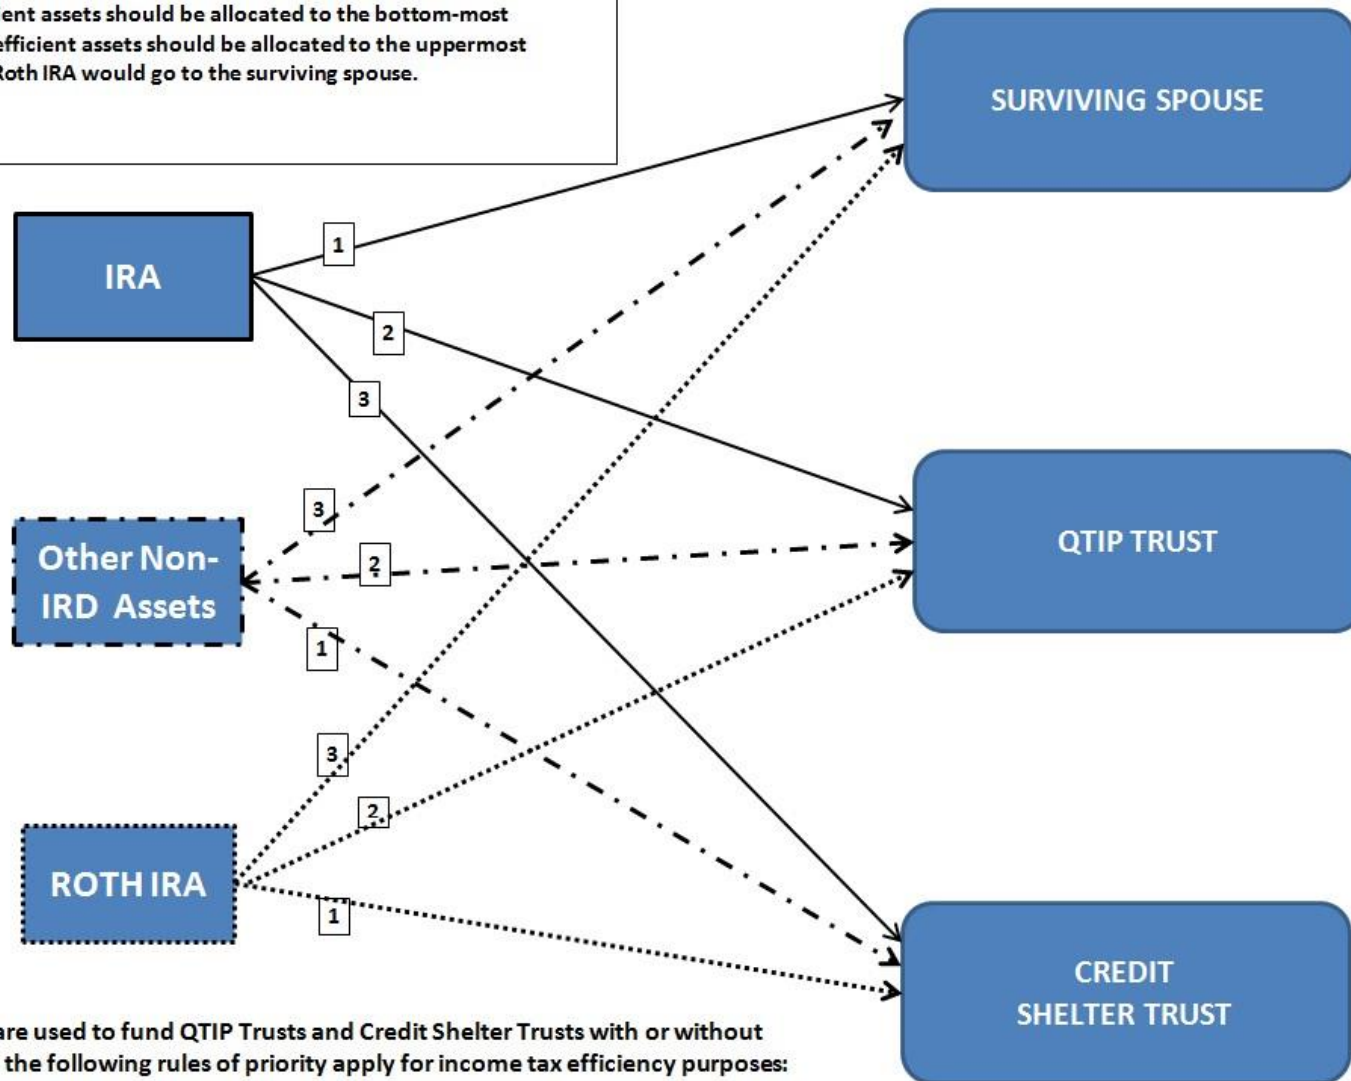 ient assets should be allocated to the bottom-most
efficient assets should be allocated to the uppermost
Roth IRA would go to the surviving spouse.
SURVIVING SPOUSE
IRA
1
2
3
Other Non-
IRD Assets
3
2
1
QTIP TRUST
ROTH IRA
3
2
1
CREDIT
SHELTER TRUST
are used to fund QTIP Trusts and Credit Shelter Trusts with or without
the following rules of priority apply for income tax efficiency purposes: